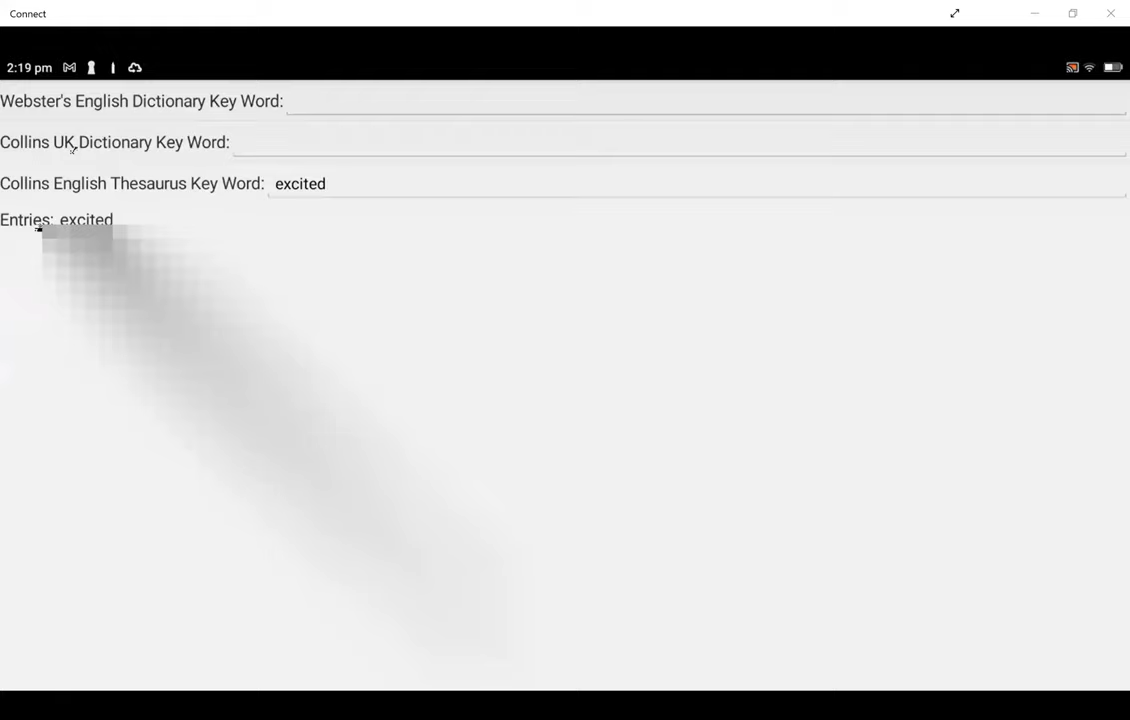 Connect
2:19 pm
Webster's English Dictionary Key Word:
Collins UK Dictionary Key Word:
Collins English Thesaurus Key Word: excited
Entries: excited